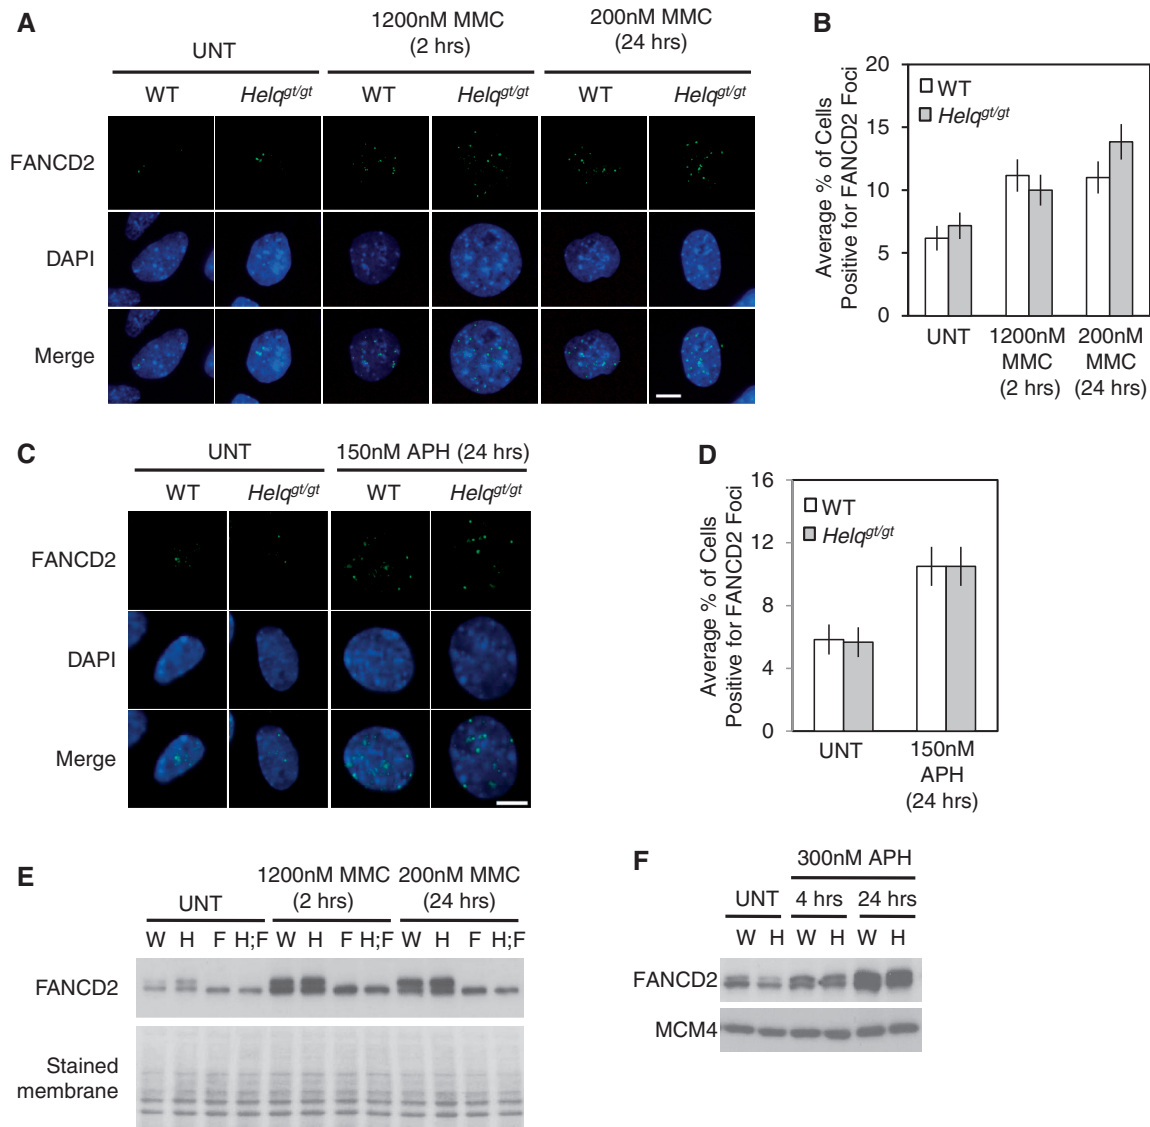 A
UNT
1200nM MMC
(2 hrs)
200nM MMC
(24 hrs)
WT
Helqgt/gt
WT
Helqgt/gt
WT
Helqgt/gt
FANCD2
DAPI
Merge
B
Average % of Cells
Positive for FANCD2 Foci
20
15
10
5
0
WT
Helqgt/gt
UNT
1200nM
MMC
(2 hrs)
200nM
MMC
(24 hrs)
C
UNT
150nM APH (24 hrs)
WT
Helqgt/gt
WT
Helqgt/gt
FANCD2
DAPI
Merge
D
Average % of Cells
Positive for FANCD2 Foci
16
12
8
4
0
WT
Helqgt/gt
UNT
150nM
APH
(24 hrs)
E
UNT
1200nM MMC
(2 hrs)
200nM MMC
(24 hrs)
W H F H;F W H F H;F W H F H;F
FANCD2
Stained
membrane
F
300nM APH
UNT
4 hrs
24 hrs
W H W H W H
FANCD2
MCM4